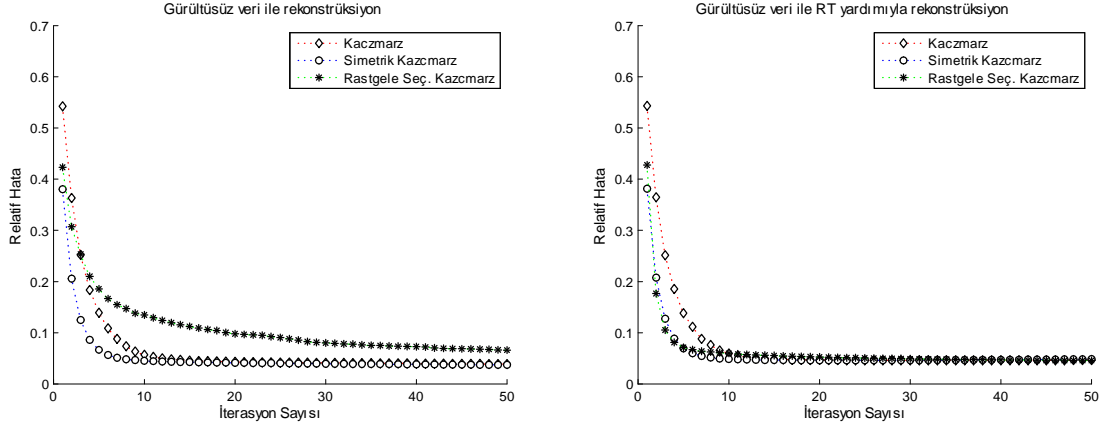 Gürültüsüz veri ile rekonstrüksiyon
0.7
0.6
0.5
0.4
0.3
0.2
0.1
0
Relatif Hata
Kaczmarz
Simetrik Kazcmarz
Rastgele Seç. Kazcmarz
0 10 20 30 40 50
İterasyon Sayısı
Gürültüsüz veri ile RT yardımıyla rekonstrüksiyon
0.7
0.6
0.5
0.4
0.3
0.2
0.1
0
Relatif Hata
Kaczmarz
Simetrik Kazcmarz
Rastgele Seç. Kazcmarz
0 10 20 30 40 50
İterasyon Sayısı